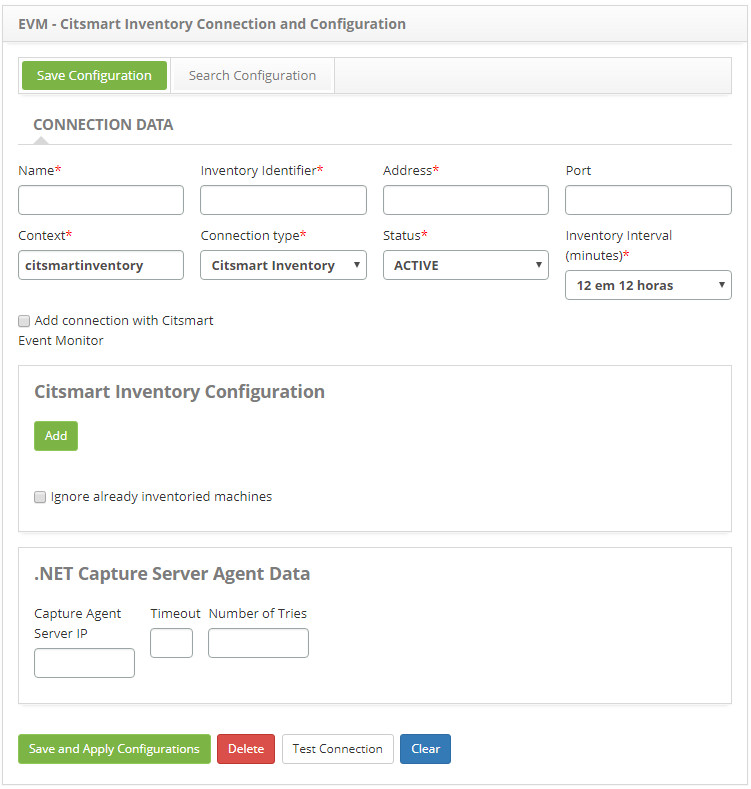 EVM - Citsmart Inventory Connection and Configuration
Save Configuration
Search Configuration
CONNECTION DATA
Name*
Inventory Identifier*
Address*
Port
Context*
Connection type*
Status*
Inventory Interval
(minutes)*
citsmartinventory
Citsmart Inventory
ACTIVE
12 em 12 horas
Add connection with Citsmart
Event Monitor
Citsmart Inventory Configuration
Add
Ignore already inventoried machines
.NET Capture Server Agent Data
Capture Agent
Server IP
Timeout
Number of Tries
Save and Apply Configurations
Delete
Test Connection
Clear